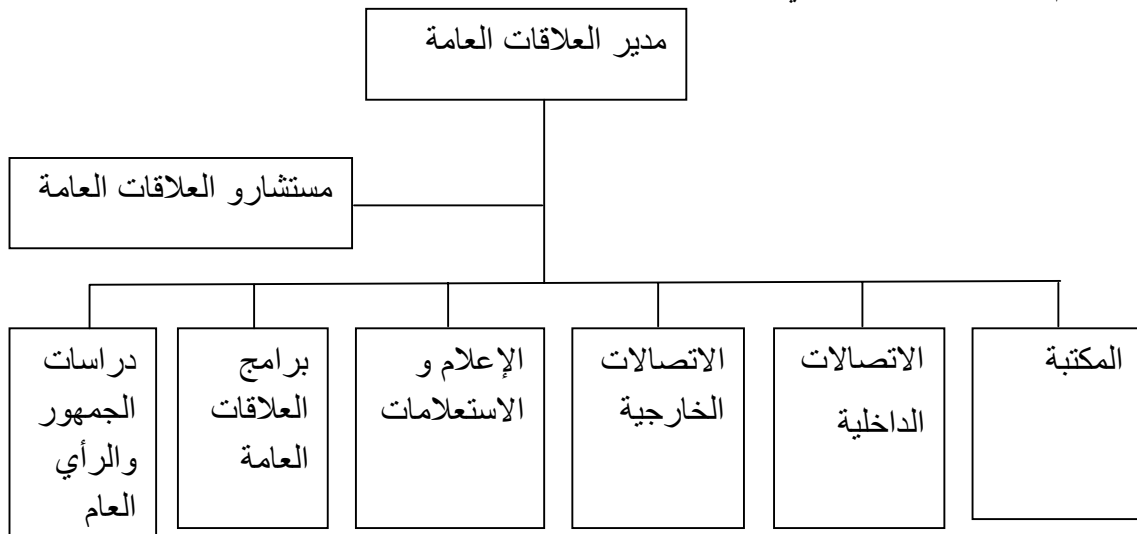 مدير العلاقات العامة
مستشارو العلاقات العامة
المكتبة
الاتصالات
الداخلية
الاتصالات
الخارجية
الإعلام و
الاستعلامات
برامج
العلاقات
العامة
دراسات
الجمهور
والرأي
العام